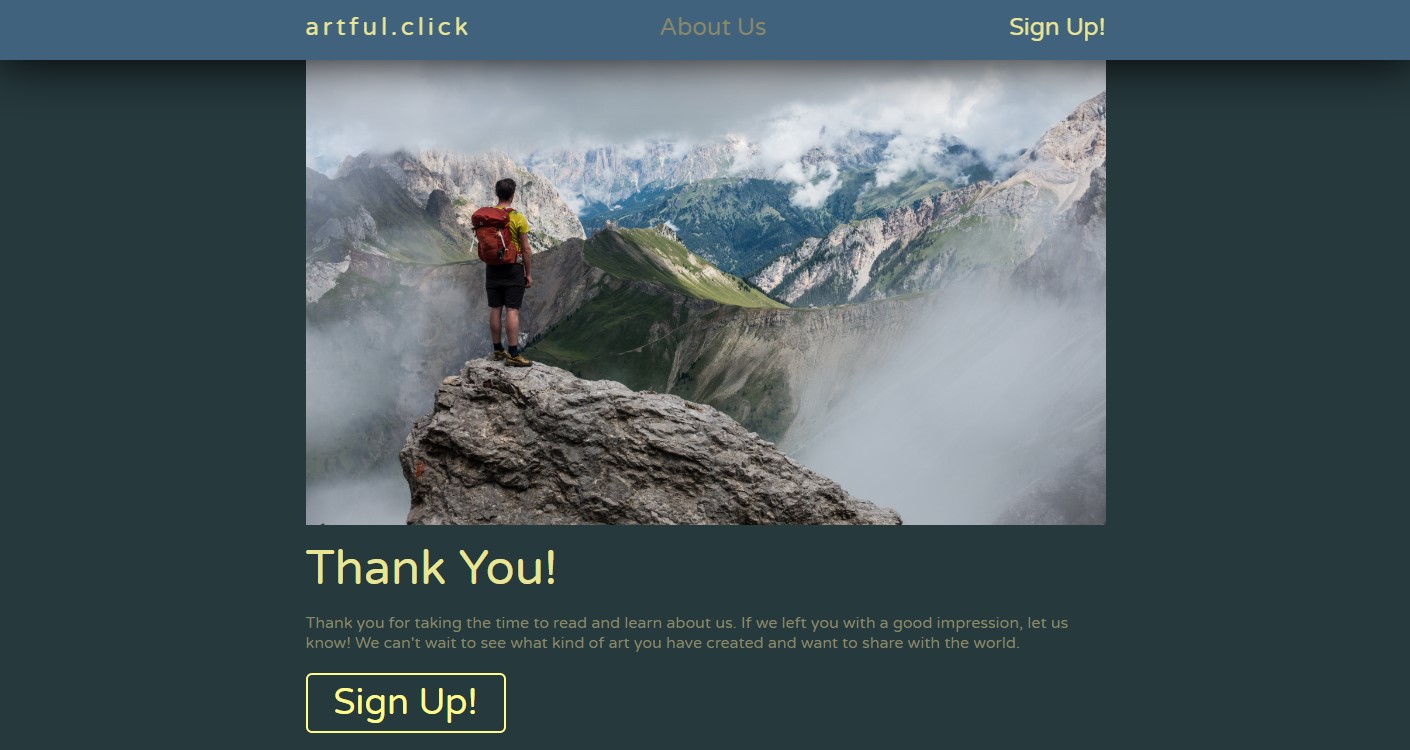 artful.click
About Us
Sign Up!
Thank You!
Thank you for taking the time to read and learn about us. If we left you with a good impression, let us
know! We can't wait to see what kind of art you have created and want to share with the world.
Sign Up!